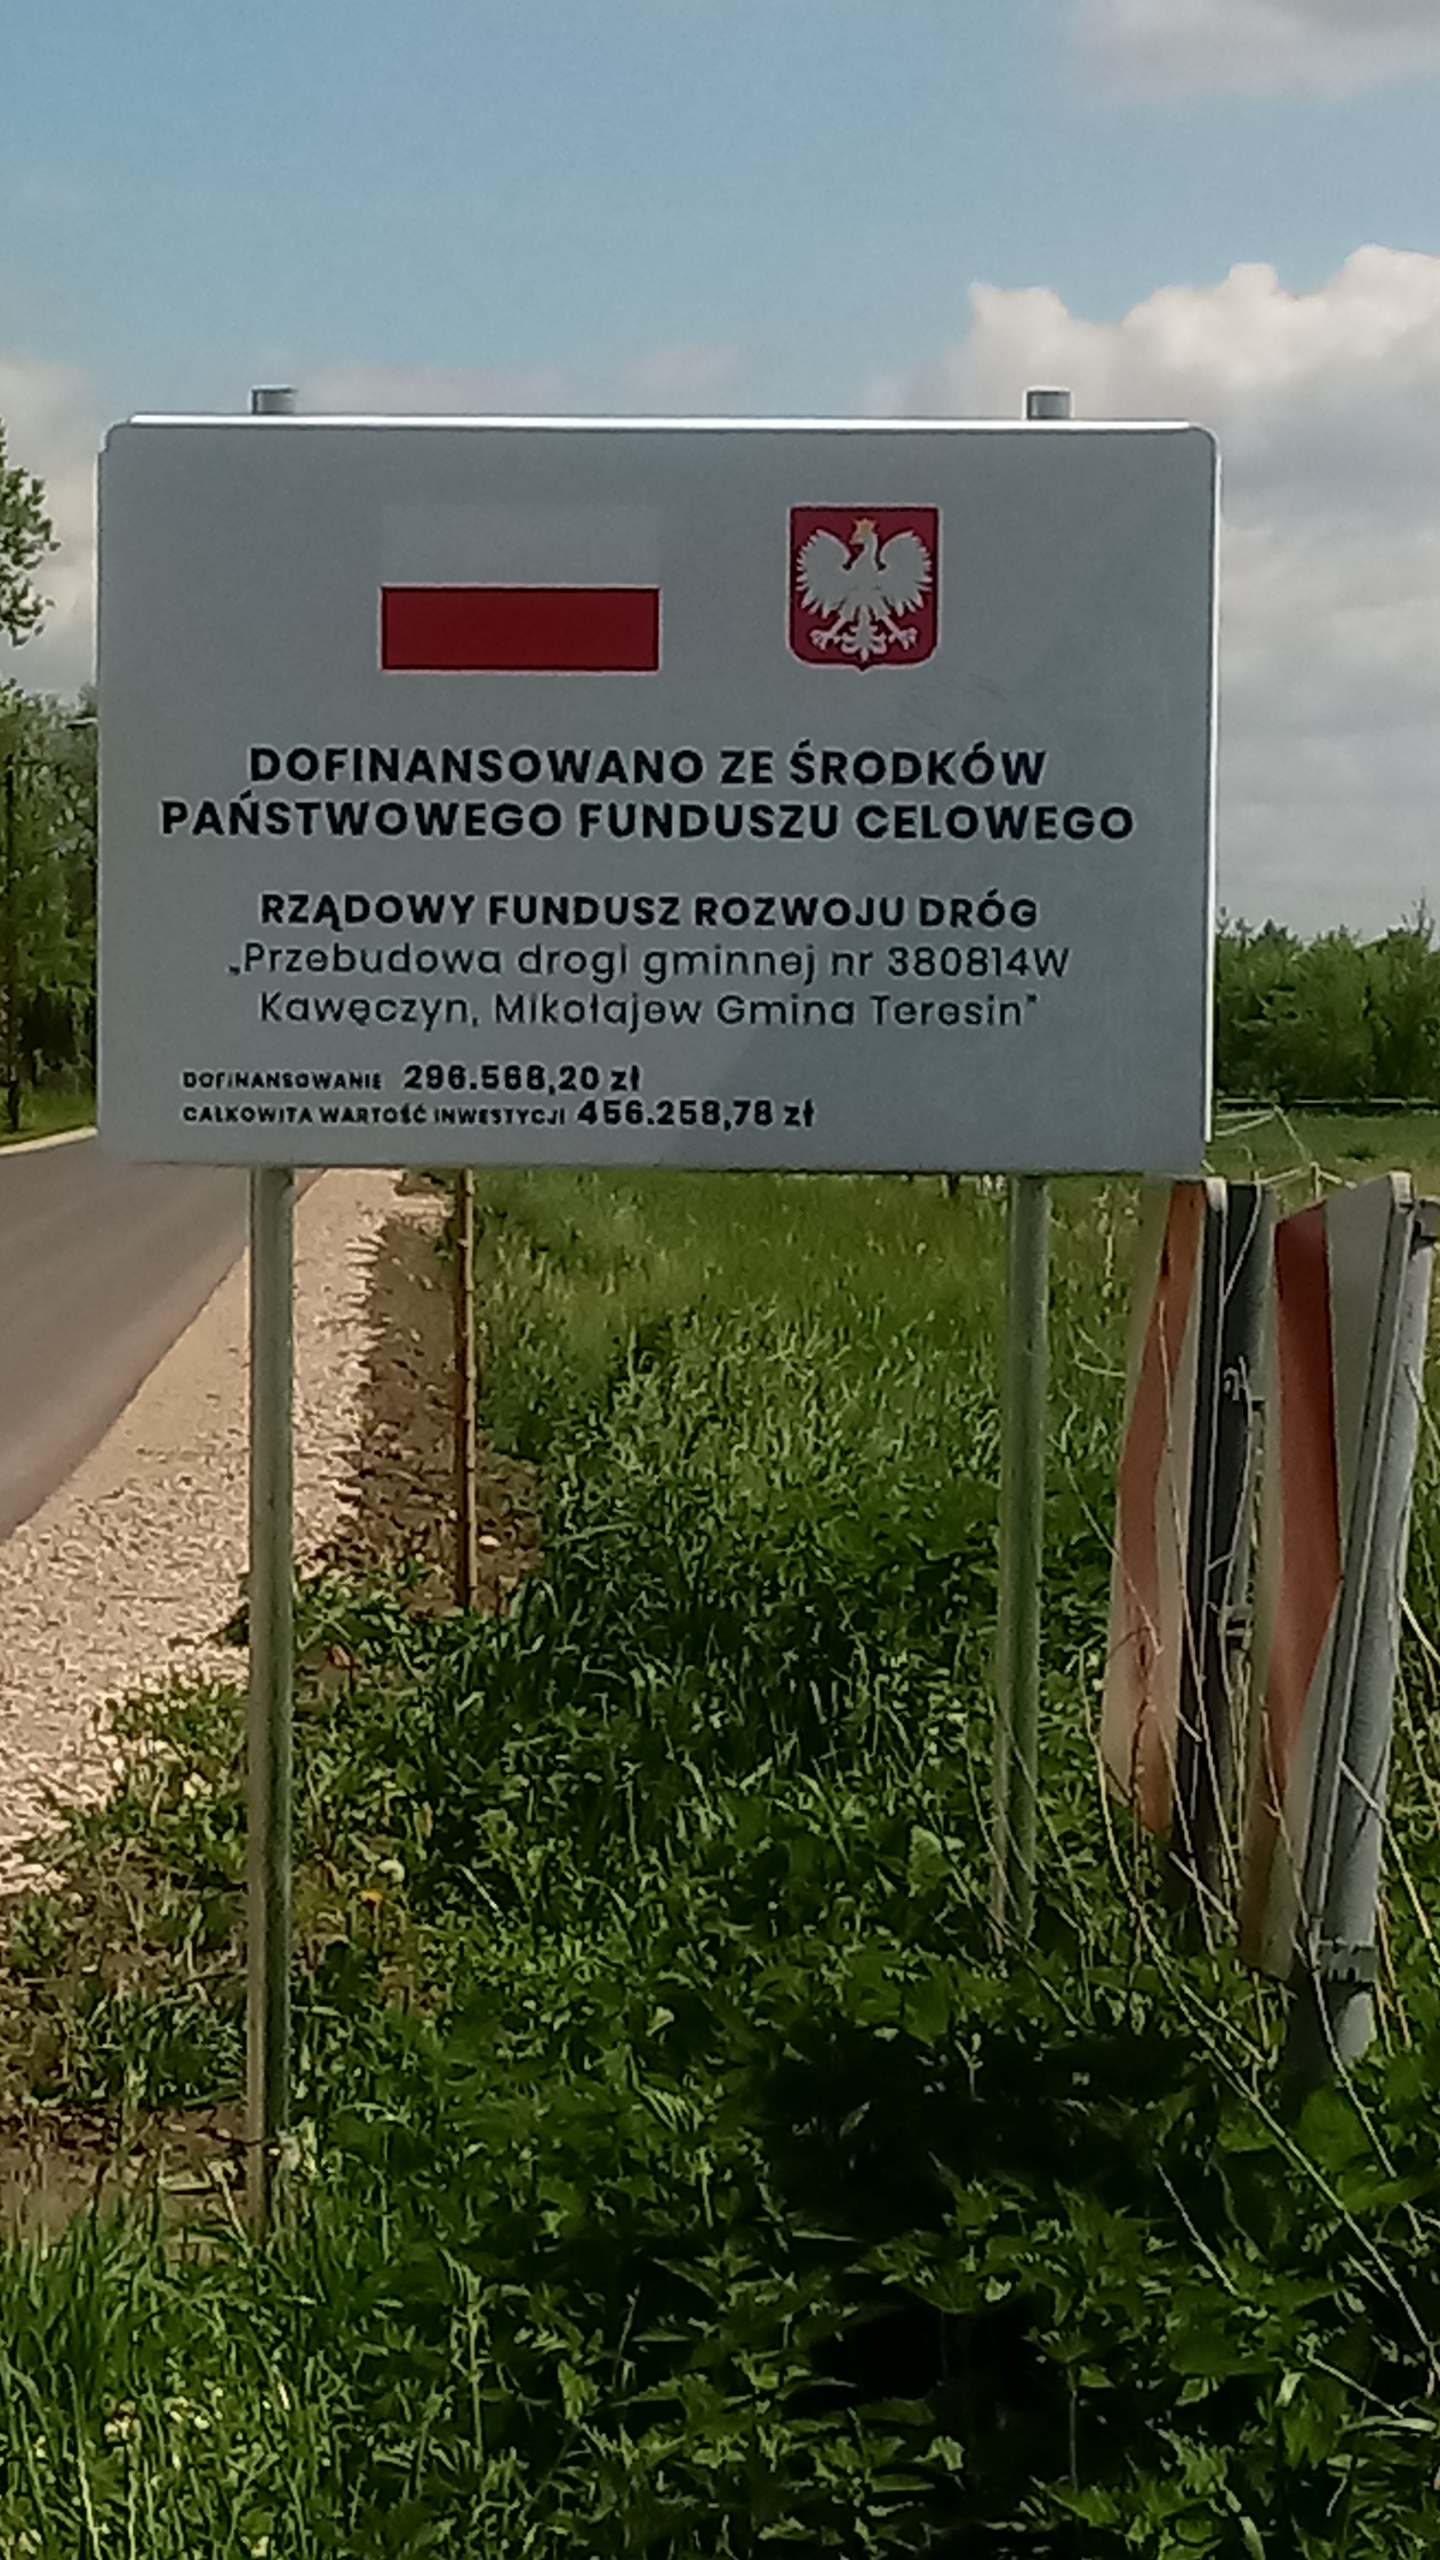 DOFINANSOWANO ZE ŚRODKÓW
PAŃSTWOWEGO FUNDUSZU CELOWEGO
RZĄDOWY FUNDUSZ ROZWOJU DRÓG
„Przebudowa drogi gminnej nr 380814W
Kawęczyn, Mikołajew Gmina Teresin"
DOFINANSOWANIE 296.568,20 zł
CAŁKOWITA WARTOŚĆ INWESTYCJI 456.258,78 zł